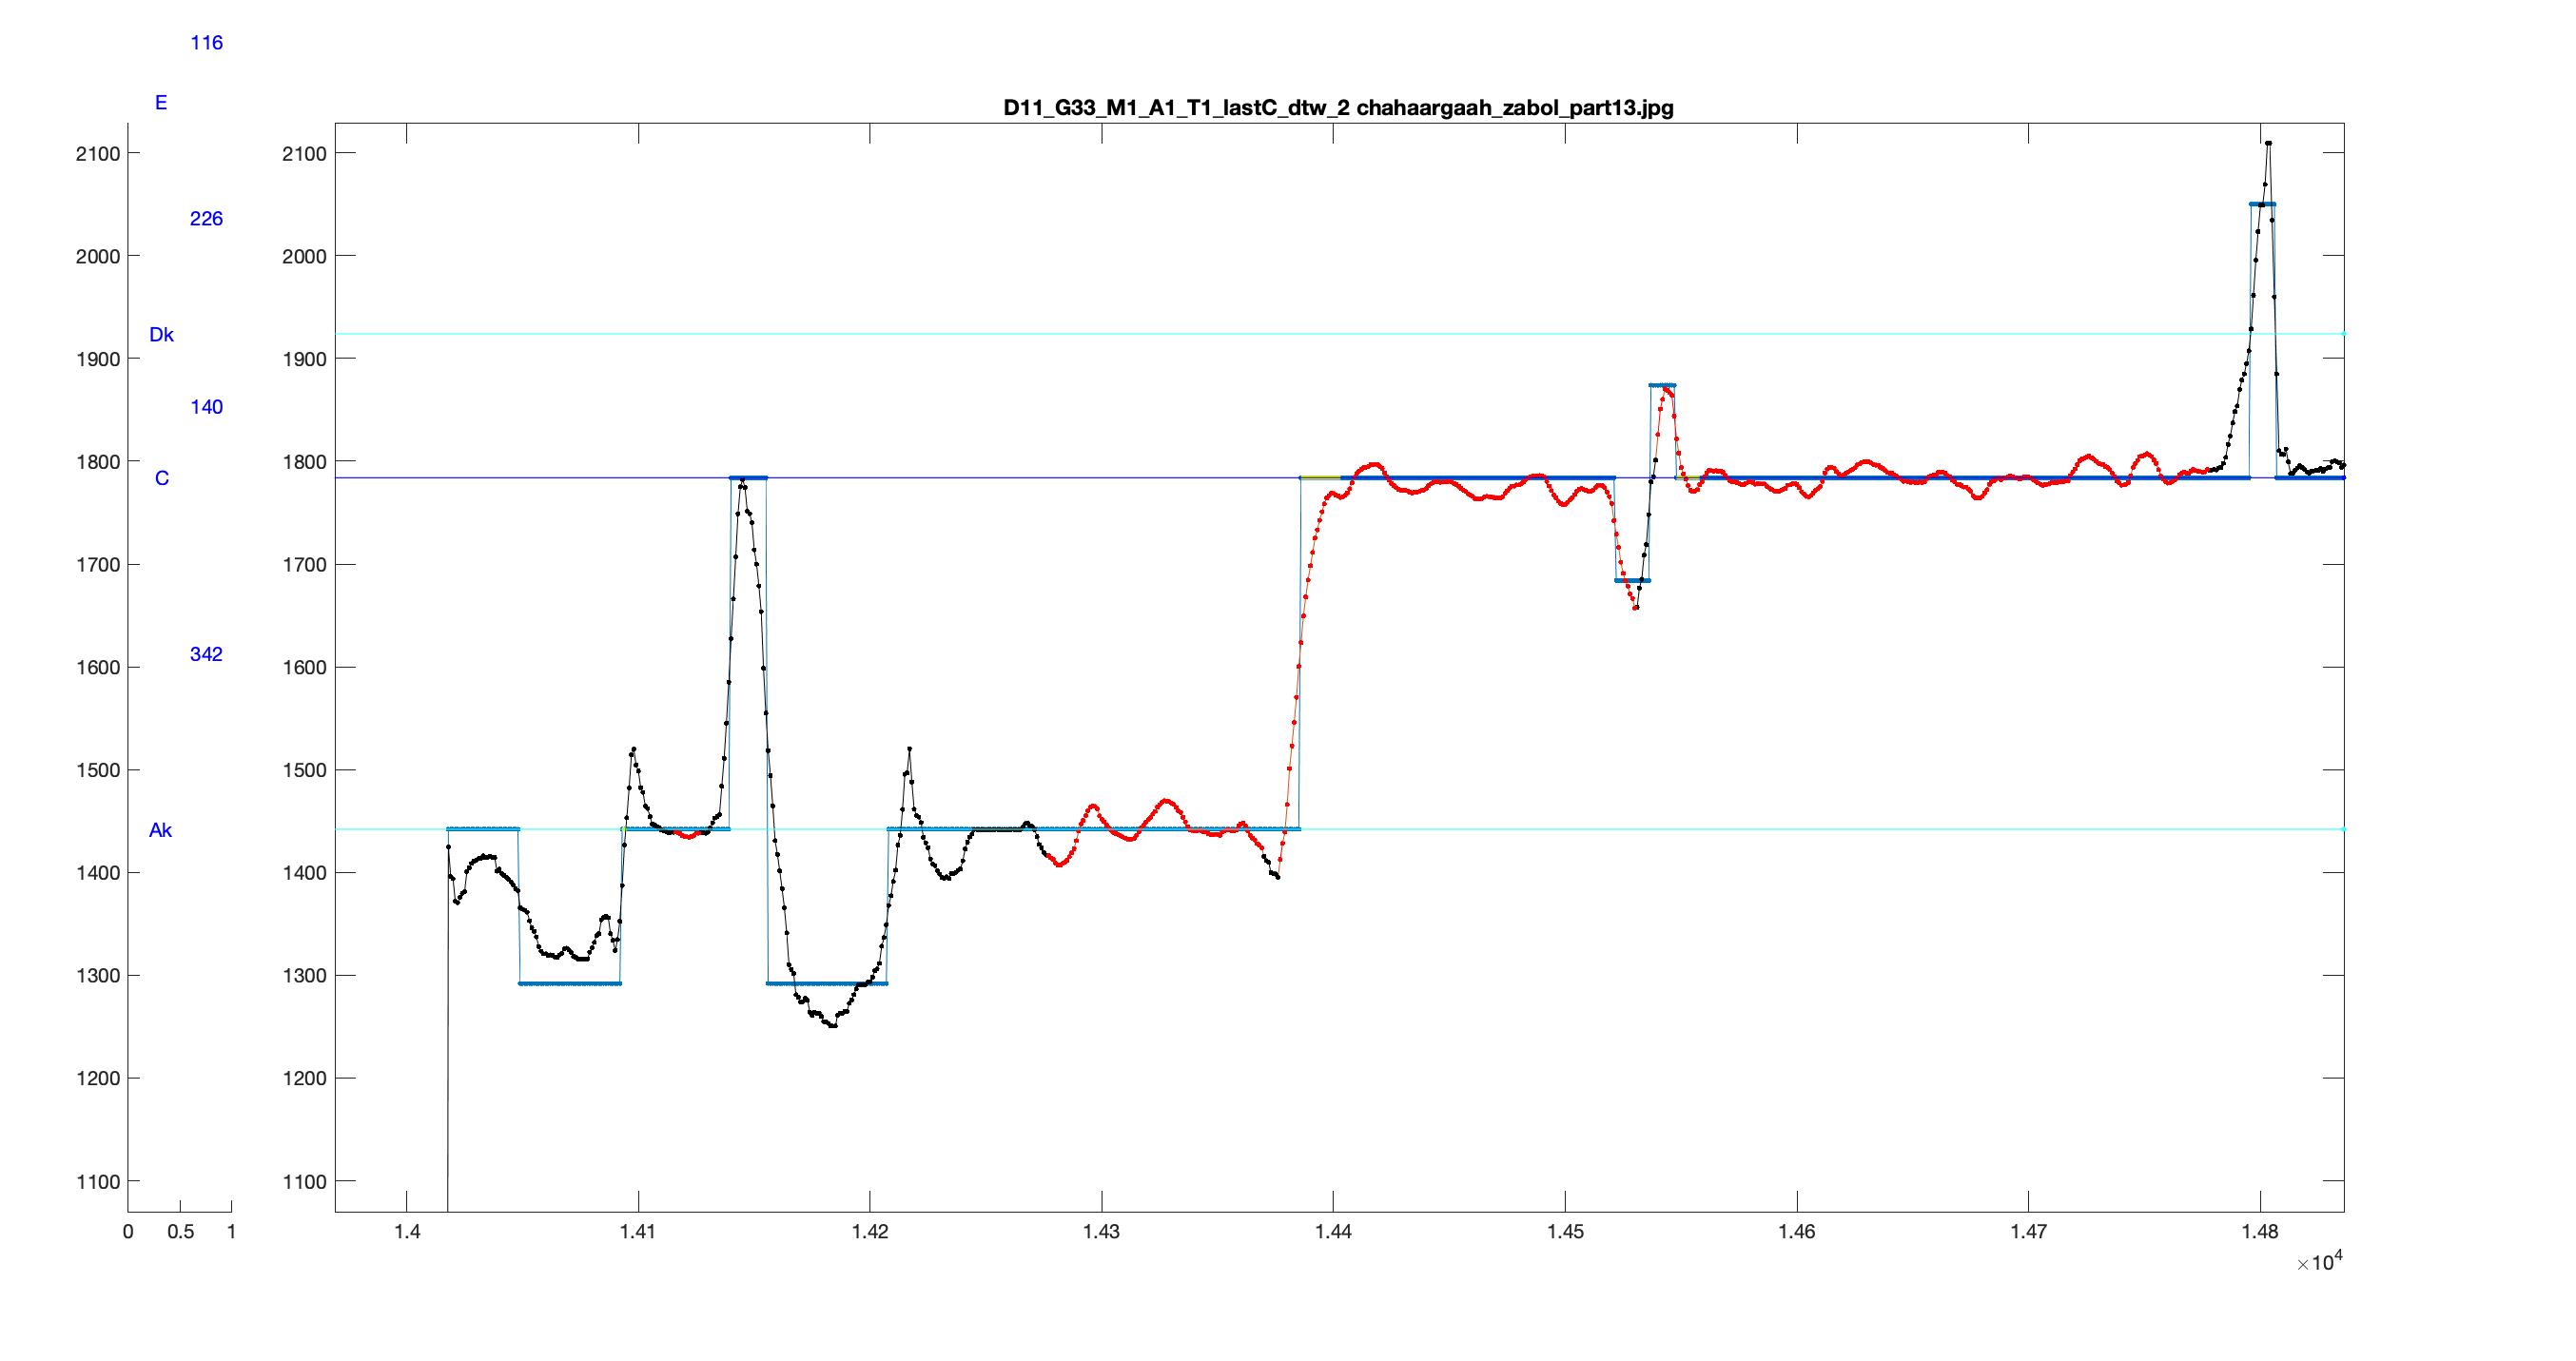 116
E
D11_G33_M1_A1_T1_lastC_dtw_2 chahaargaah_zabol_part13.jpg
2100 2100
226
2000 2000
Dk
1900 1900
140
1800 1800
C
1700 1700
342
1600 1600
1500 1500
Ak
1400 1400
1300 1300
1200 1200
1100 1100
0 0.5 1 1.4 1.41 1.42 1.43 1.44 1.45 1.46 1.47 1.48
×10^4